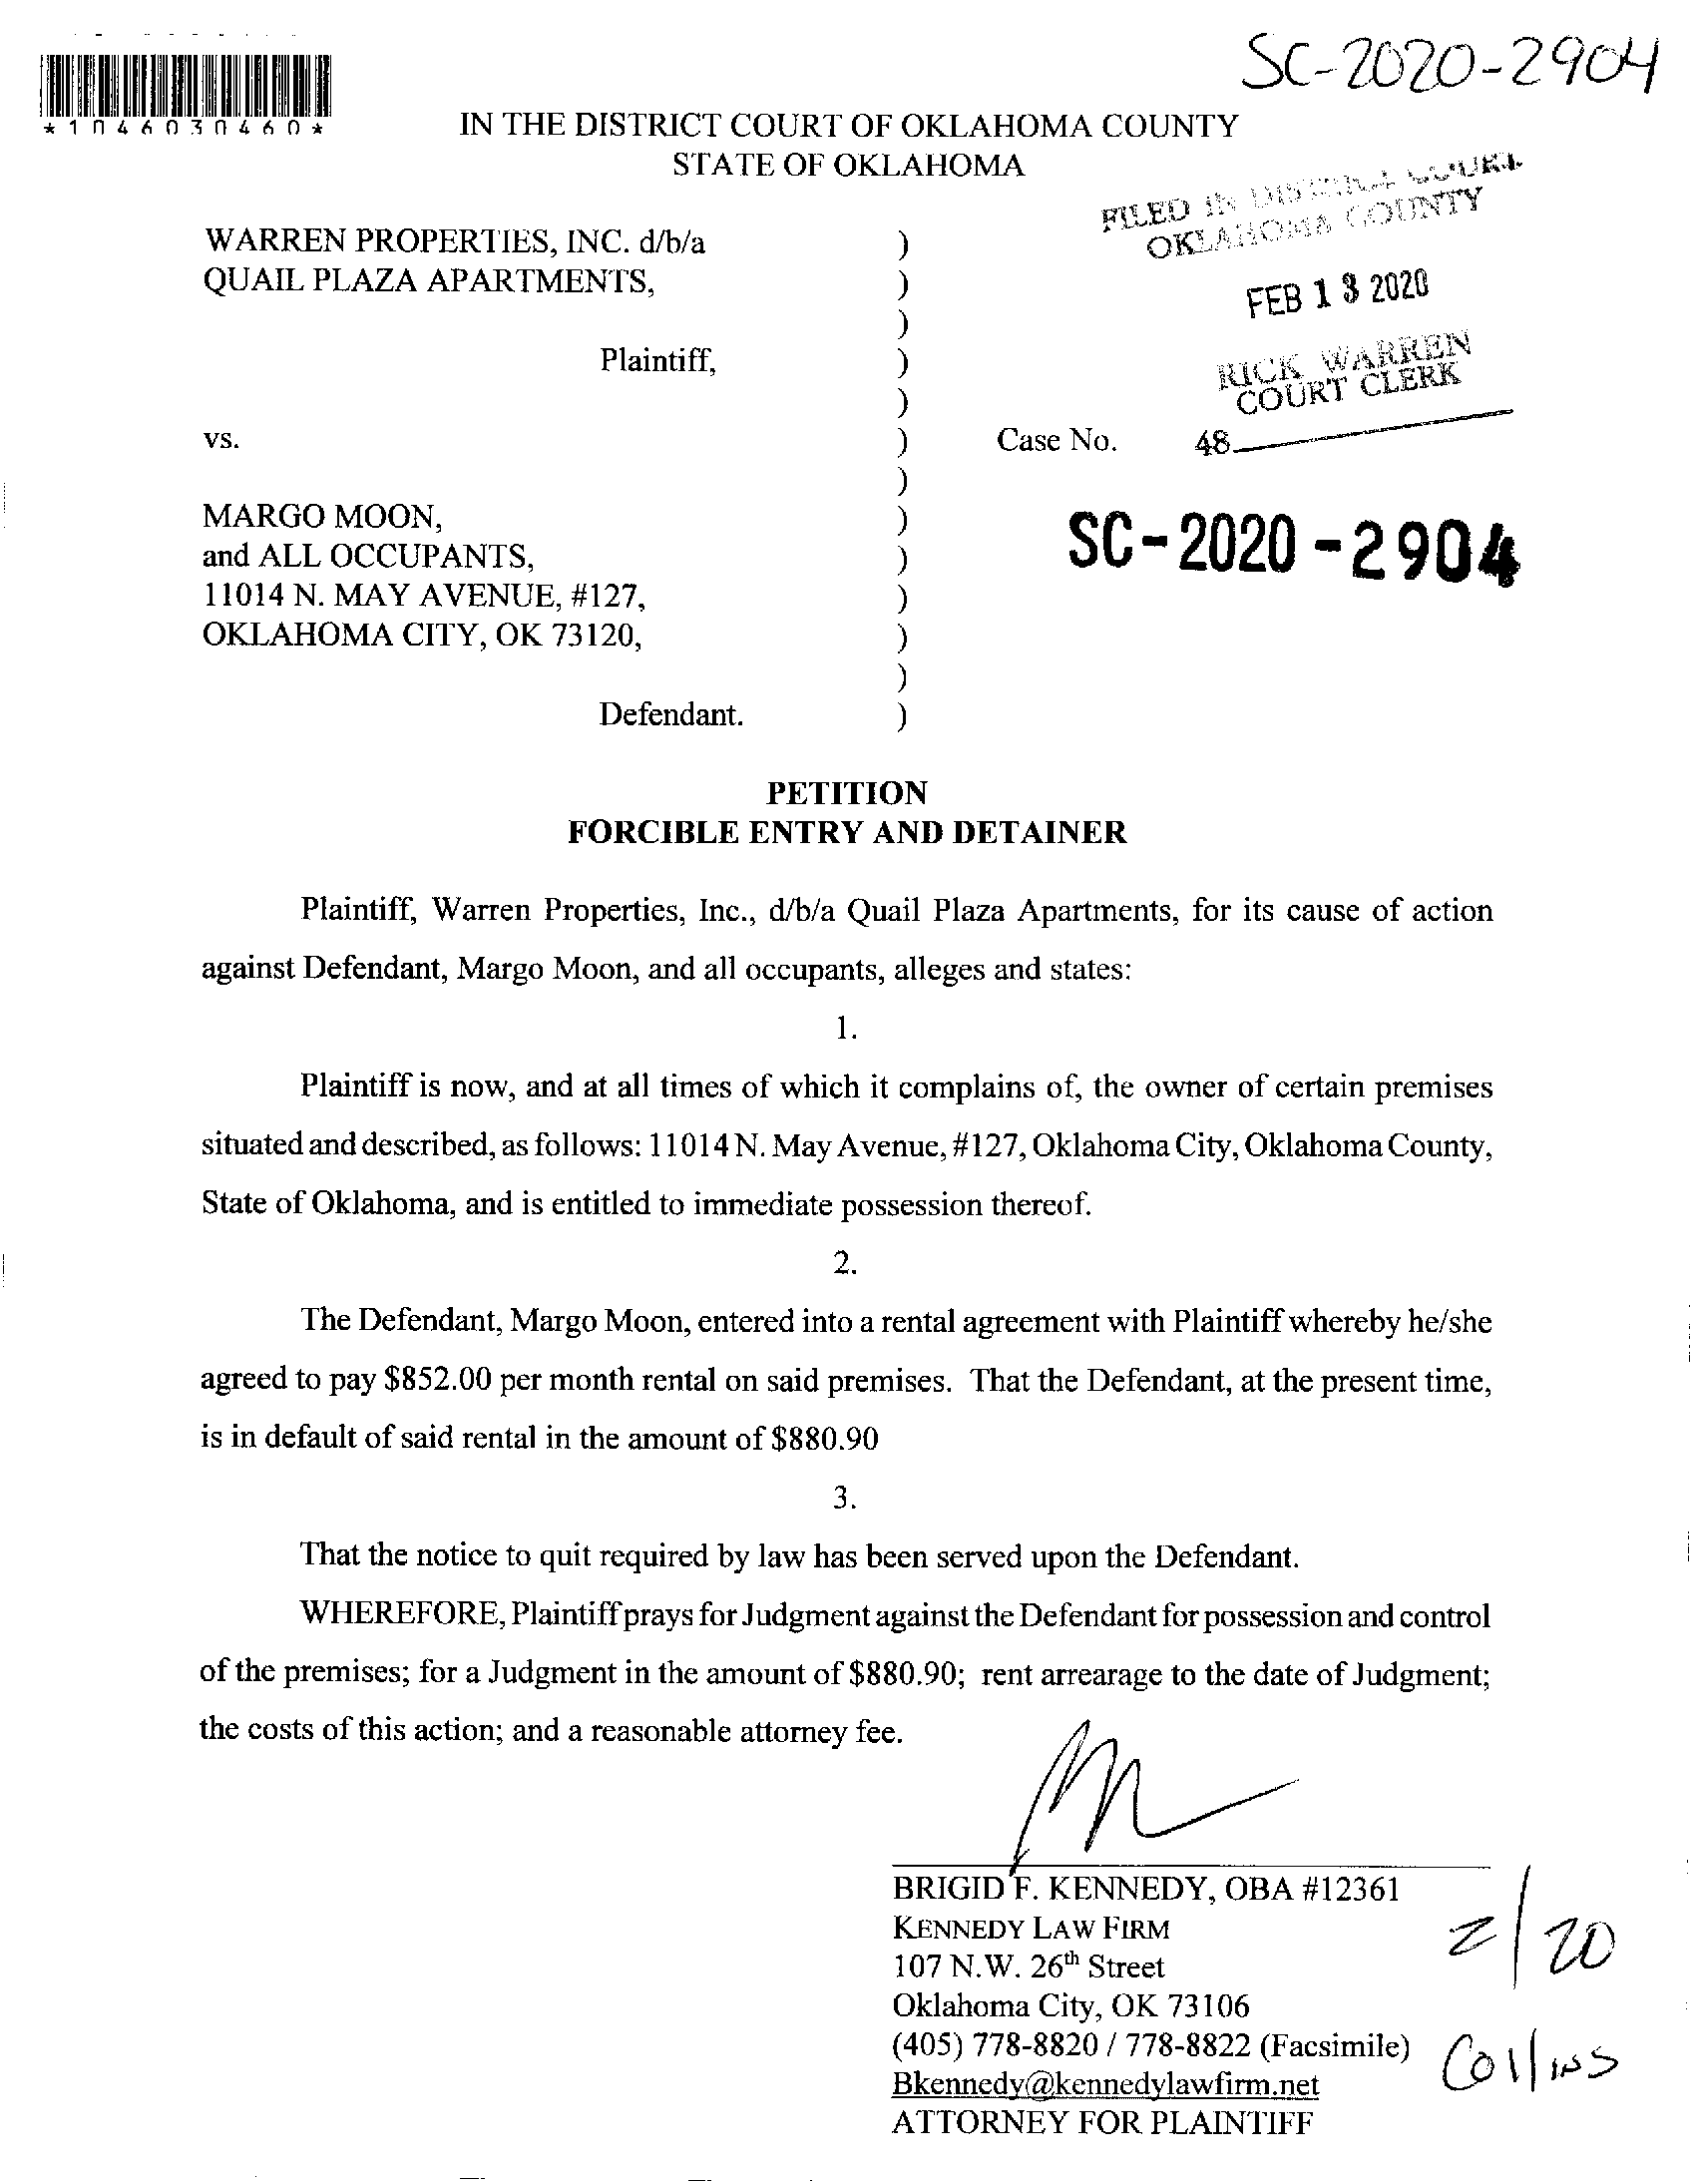 SC-2020-2904
*1046030460*
IN THE DISTRICT COURT OF OKLAHOMA COUNTY
STATE OF OKLAHOMA
FILED IN DISTRICT COURT
OKLAHOMA COUNTY
FEB 13 2020
RICK WARREN
COURT CLERK
48
WARREN PROPERTIES, INC. d/b/a )
QUAIL PLAZA APARTMENTS, )
)
Plaintiff, )
)
vs. ) Case No.
)
MARGO MOON, )
and ALL OCCUPANTS, ) SC-2020-2904
11014 N. MAY AVENUE, #127, )
OKLAHOMA CITY, OK 73120, )
)
Defendant. )
PETITION
FORCIBLE ENTRY AND DETAINER
Plaintiff, Warren Properties, Inc., d/b/a Quail Plaza Apartments, for its cause of action
against Defendant, Margo Moon, and all occupants, alleges and states:
1.
Plaintiff is now, and at all times of which it complains of, the owner of certain premises
situated and described, as follows: 11014 N. May Avenue, #127, Oklahoma City, Oklahoma County,
State of Oklahoma, and is entitled to immediate possession thereof.
2.
The Defendant, Margo Moon, entered into a rental agreement with Plaintiff whereby he/she
agreed to pay $852.00 per month rental on said premises. That the Defendant, at the present time,
is in default of said rental in the amount of $880.90
3.
That the notice to quit required by law has been served upon the Defendant.
WHEREFORE, Plaintiff prays for Judgment against the Defendant for possession and control
of the premises; for a Judgment in the amount of $880.90; rent arrearage to the date of Judgment;
the costs of this action; and a reasonable attorney fee.
BRIGID F. KENNEDY, OBA #12361
KENNEDY LAW FIRM
107 N.W. 26th Street
Oklahoma City, OK 73106
(405) 778-8820 / 778-8822 (Facsimile)
Bkennedy@kennedylawfirm.net
ATTORNEY FOR PLAINTIFF
2/20
Collins